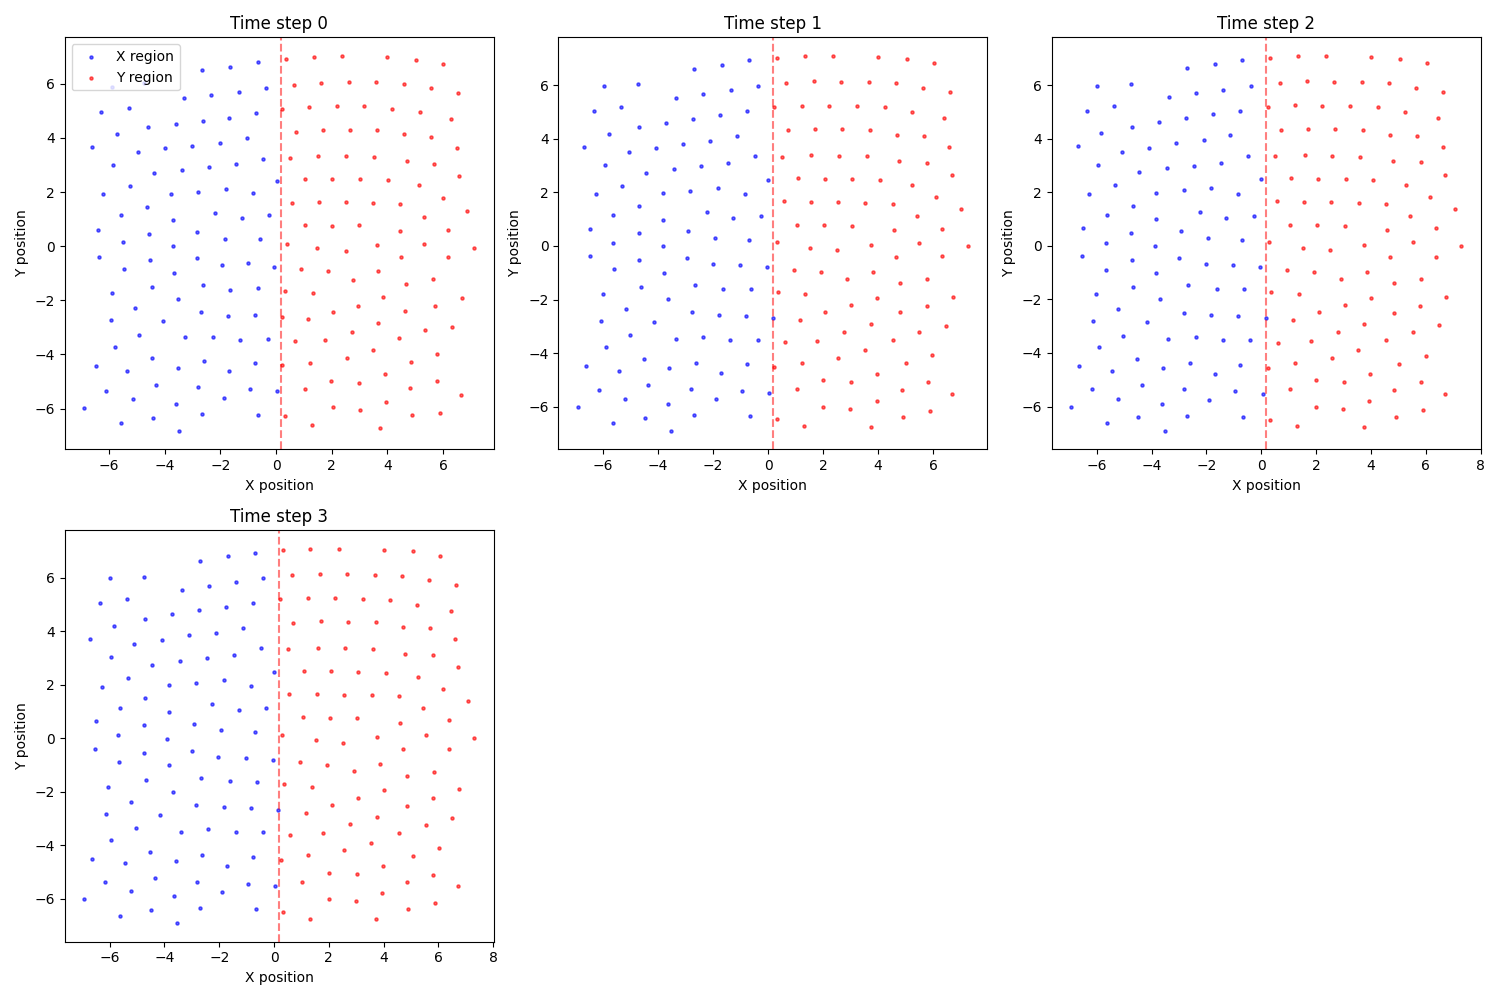 Time step 0
X region
Y region
Y position
6
4
2
0
−2
−4
−6
−6 −4 −2 0 2 4 6
X position
Time step 1
Y position
6
4
2
0
−2
−4
−6
−6 −4 −2 0 2 4 6
X position
Time step 2
Y position
6
4
2
0
−2
−4
−6
−6 −4 −2 0 2 4 6 8
X position
Time step 3
Y position
6
4
2
0
−2
−4
−6
−6 −4 −2 0 2 4 6 8
X position